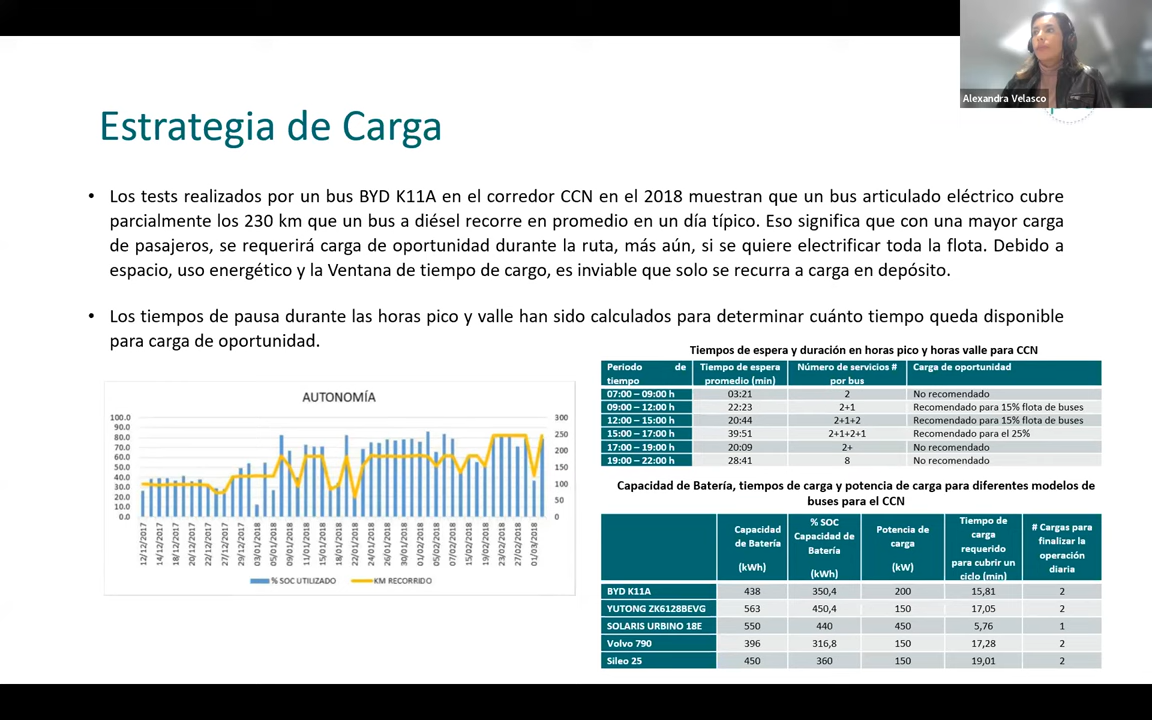 Alexandra Velasco
Estrategia de Carga
• Los tests realizados por un bus BYD K11A en el corredor CCN en el 2018 muestran que un bus articulado eléctrico cubre
parcialmente los 230 km que un bus a diésel recorre en promedio en un día típico. Eso significa que con una mayor carga
de pasajeros, se requerirá carga de oportunidad durante la ruta, más aún, si se quiere electrificar toda la flota. Debido a
espacio, uso energético y la Ventana de tiempo de cargo, es inviable que solo se recurra a carga en depósito.
• Los tiempos de pausa durante las horas pico y valle han sido calculados para determinar cuánto tiempo queda disponible
para carga de oportunidad.
AUTONOMÍA
100.0
90.0
80.0
70.0
60.0
50.0
40.0
30.0
20.0
10.0
0.0
300
250
200
150
100
50
0
12/12/2017
14/12/2017
18/12/2017
20/12/2017
22/12/2017
27/12/2017
29/12/2017
03/01/2018
05/01/2018
09/01/2018
11/01/2018
15/01/2018
18/01/2018
22/01/2018
24/01/2018
26/01/2018
30/01/2018
01/02/2018
05/02/2018
07/02/2018
15/02/2018
19/02/2018
23/02/2018
27/02/2018
01/03/2018
% SOC UTILIZADO
KM RECORRIDO
Tiempos de espera y duración en horas pico y horas valle para CCN
Periodo de tiempo Tiempo de espera promedio (min) Número de servicios # por bus Carga de oportunidad
07:00 – 09:00 h 03:21 2 No recomendado
09:00 – 12:00 h 22:23 2+1 Recomendado para 15% flota de buses
12:00 – 15:00 h 20:44 2+1+2 Recomendado para 15% flota de buses
15:00 – 17:00 h 39:51 2+1+2+1 Recomendado para el 25%
17:00 – 19:00 h 20:09 2+ No recomendado
19:00 – 22:00 h 28:41 8 No recomendado
Capacidad de Batería, tiempos de carga y potencia de carga para diferentes modelos de
buses para el CCN
Capacidad de Batería (kWh) % SOC Capacidad de Batería (kWh) Potencia de carga (kW) Tiempo de carga requerido para cubrir un ciclo (min) # Cargas para finalizar la operación diaria
BYD K11A 438 350,4 200 15,81 2
YUTONG ZK6128BEVG 563 450,4 150 17,05 2
SOLARIS URBINO 18E 550 440 450 5,76 1
Volvo 790 396 316,8 150 17,28 2
Sileo 25 450 360 150 19,01 2